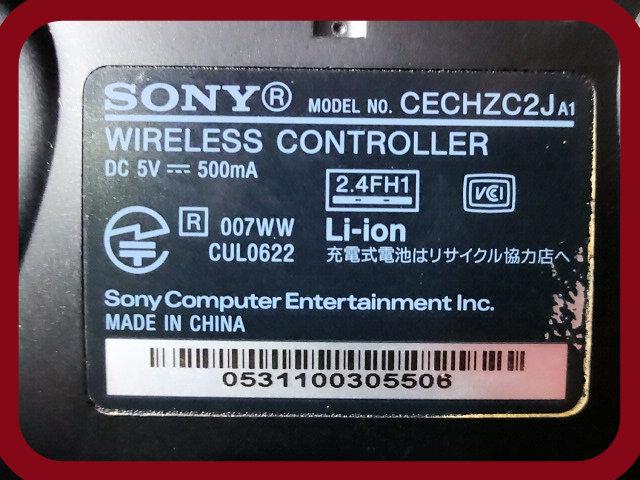 SONY® MODEL NO. CECHZC2J A1
WIRELESS CONTROLLER
DC 5V ⎓ 500mA
2.4FH1
VCCI
R 007WW
CUL0622
Li-ion
充電式電池はリサイクル協力店へ
Sony Computer Entertainment Inc.
MADE IN CHINA
0531100305506